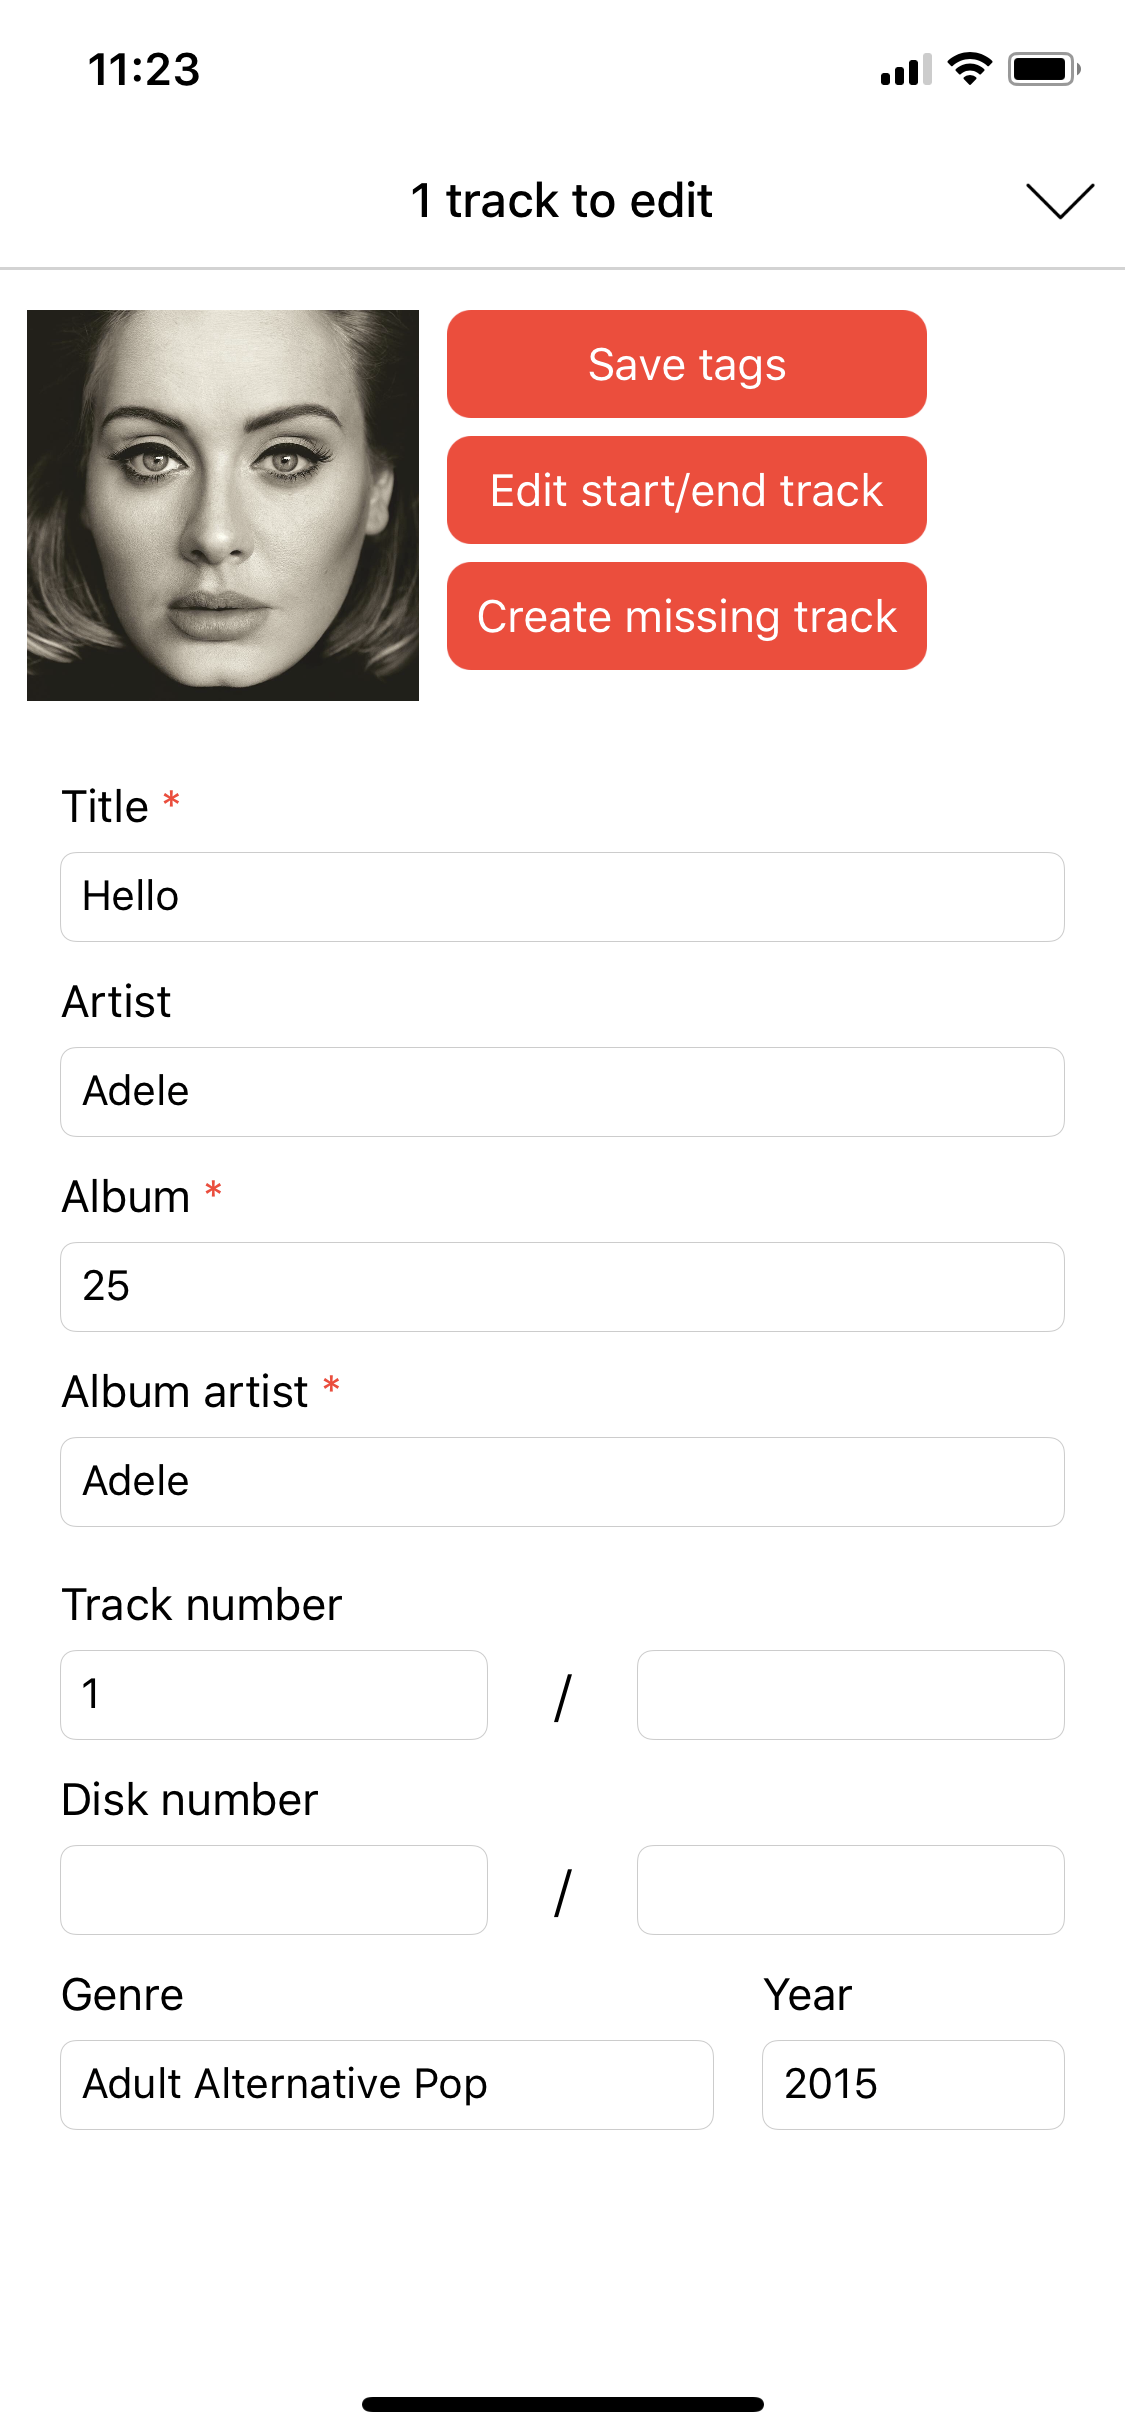 11:23
1 track to edit
Save tags
Edit start/end track
Create missing track
Title *
Hello
Artist
Adele
Album *
25
Album artist *
Adele
Track number
1 /
Disk number
/
Genre Year
Adult Alternative Pop 2015